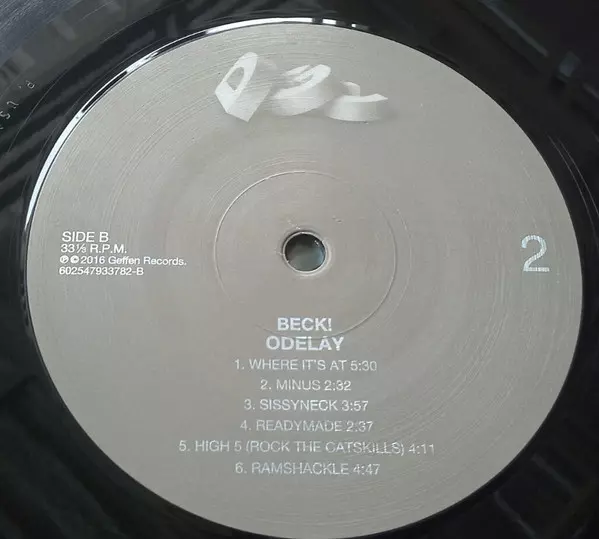 SIDE B
33⅓ R.P.M.
℗ © 2016 Geffen Records.
602547933782-B
2
BECK!
ODELAY
1. WHERE IT'S AT 5:30
2. MINUS 2:32
3. SISSYNECK 3:57
4. READYMADE 2:37
5. HIGH 5 (ROCK THE CATSKILLS) 4:11
6. RAMSHACKLE 4:47